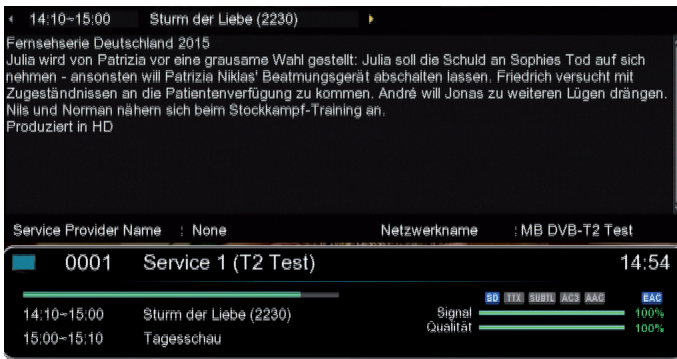 14:10~15:00 Sturm der Liebe (2230)
Fernsehserie Deutschland 2015
Julia wird von Patrizia vor eine grausame Wahl gestellt: Julia soll die Schuld an Sophies Tod auf sich
nehmen - ansonsten will Patrizia Niklas' Beatmungsgerät abschalten lassen. Friedrich versucht mit
Zugeständnissen an die Patientenverfügung zu kommen. André will Jonas zu weiteren Lügen drängen.
Nils und Norman nähern sich beim Stockkampf-Training an.
Produziert in HD
Service Provider Name : None Netzwerkname : MB DVB-T2 Test
0001 Service 1 (T2 Test) 14:54
SD TTX SUBTL AC3 AAC EAC
14:10~15:00 Sturm der Liebe (2230) Signal 100%
Qualität 100%
15:00~15:10 Tagesschau